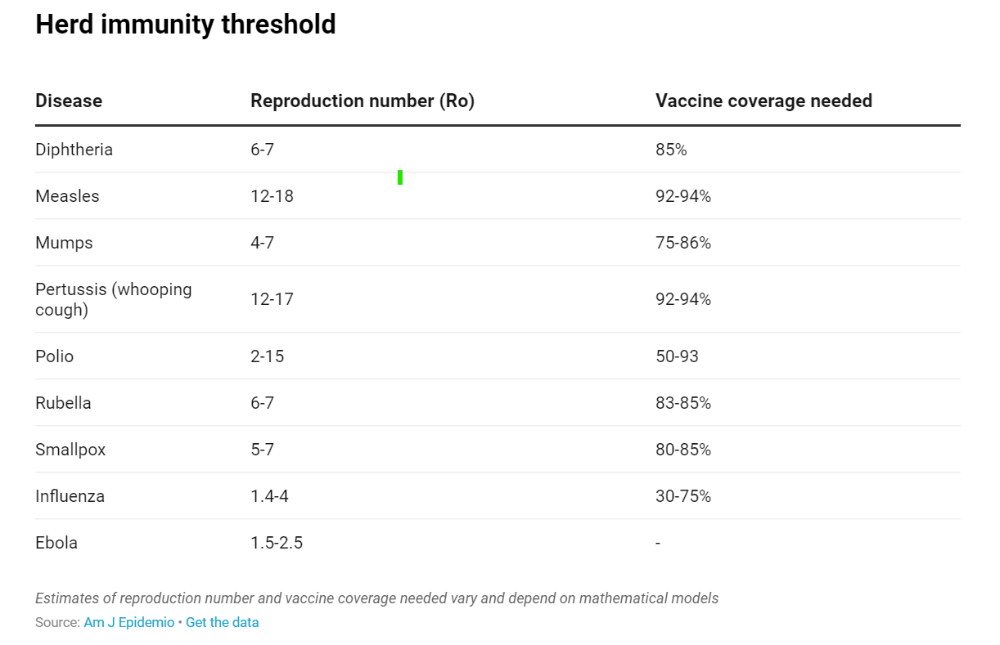 Herd immunity threshold
Disease Reproduction number (Ro) Vaccine coverage needed
Diphtheria 6-7 85%
Measles 12-18 92-94%
Mumps 4-7 75-86%
Pertussis (whooping
cough) 12-17 92-94%
Polio 2-15 50-93
Rubella 6-7 83-85%
Smallpox 5-7 80-85%
Influenza 1.4-4 30-75%
Ebola 1.5-2.5 -
Estimates of reproduction number and vaccine coverage needed vary and depend on mathematical models
Source: Am J Epidemio • Get the data